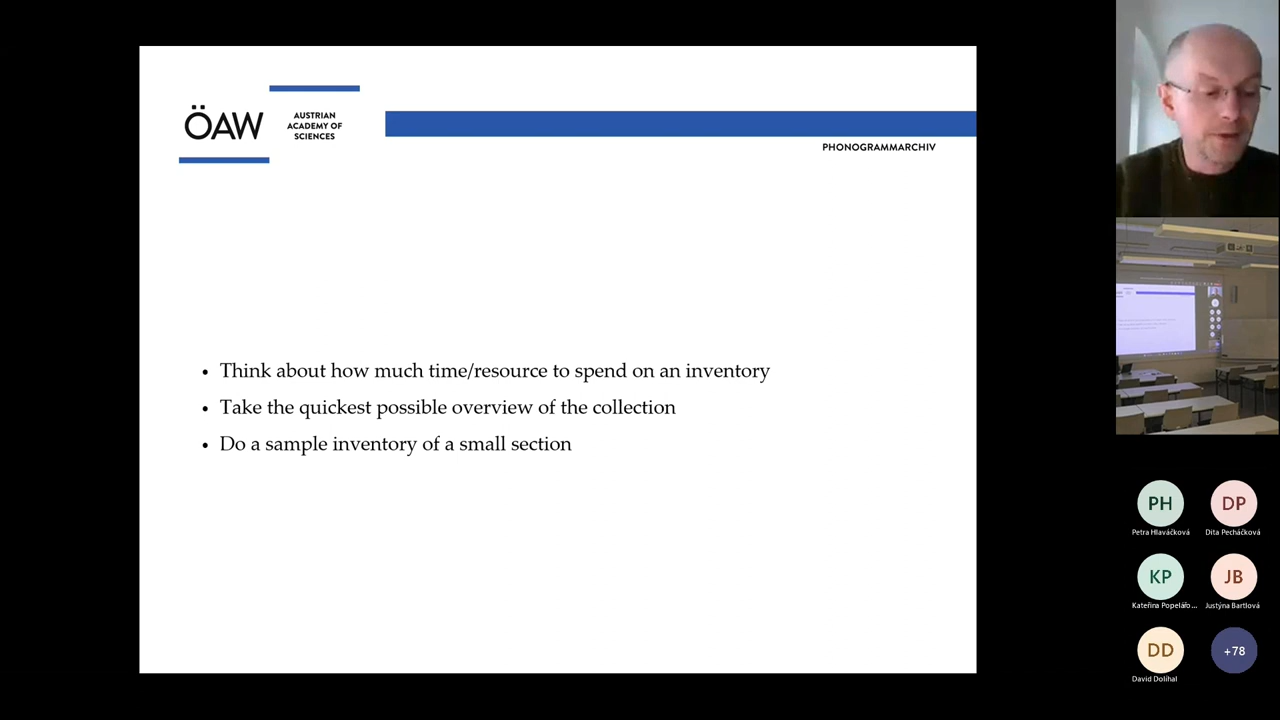 ÖAW
AUSTRIAN
ACADEMY OF
SCIENCES
PHONOGRAMMARCHIV
• Think about how much time/resource to spend on an inventory
• Take the quickest possible overview of the collection
• Do a sample inventory of a small section
PH
DP
Petra Hlaváčková
Dita Pecháčková
KP
JB
Kateřina Popelářo...
Justýna Bartlová
DD
+78
David Dolíhal